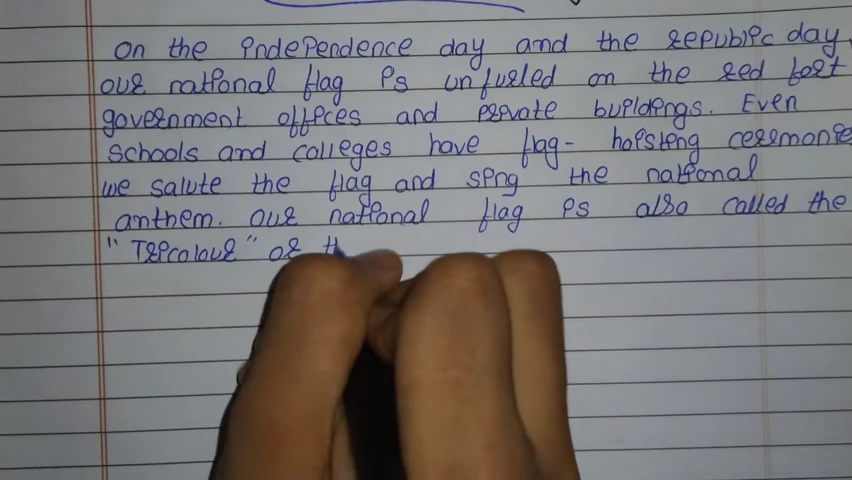 on the independence day and the republic day,
our national flag is unfurled on the red fort
government offices and private buildings. Even
schools and colleges have flag- hoisting ceremonie
we salute the flag and sing the national
anthem. our national flag is also called the
"Tricolour" or th